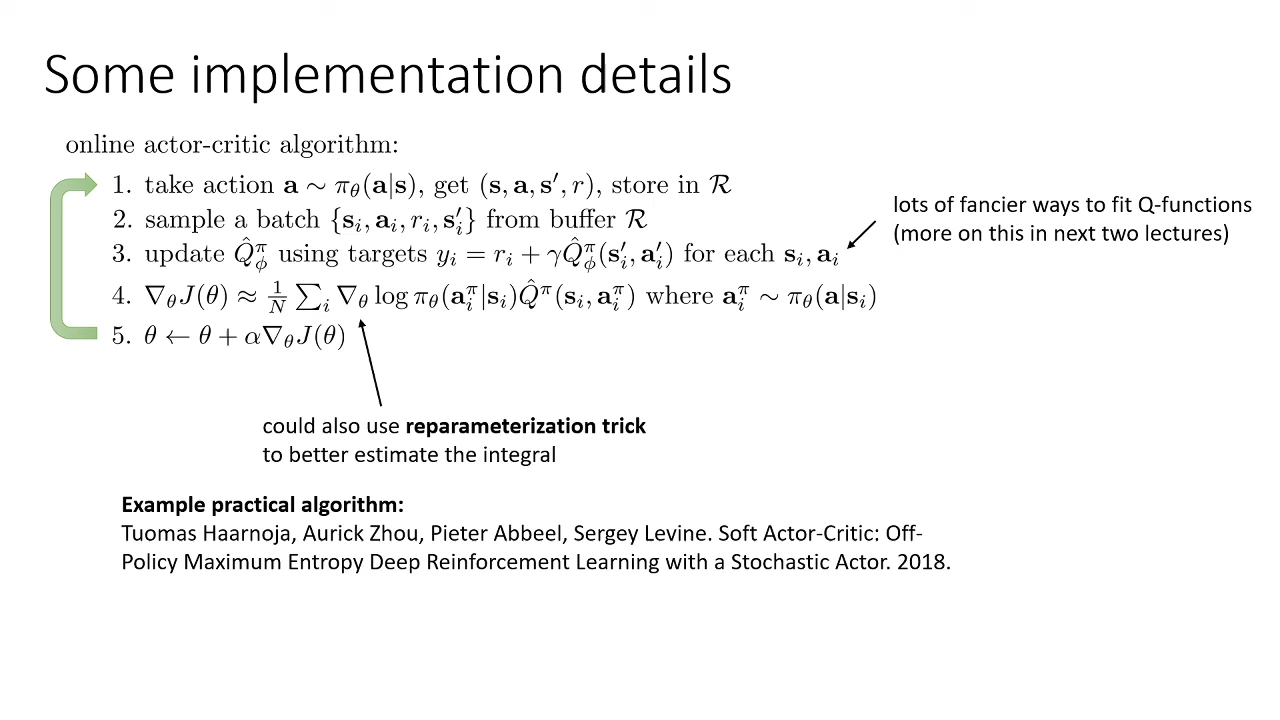 Some implementation details
online actor-critic algorithm:
1. take action a ∼ π_θ(a|s), get (s, a, s′, r), store in ℛ
2. sample a batch {s_i, a_i, r_i, s′_i} from buffer ℛ
3. update Q̂^π_ϕ using targets y_i = r_i + γQ̂^π_ϕ(s′_i, a′_i) for each s_i, a_i
4. ∇_θJ(θ) ≈ 1/N ∑_i ∇_θ log π_θ(a^π_i|s_i)Q̂^π(s_i, a^π_i) where a^π_i ∼ π_θ(a|s_i)
5. θ ← θ + α∇_θJ(θ)
lots of fancier ways to fit Q-functions
(more on this in next two lectures)
could also use reparameterization trick
to better estimate the integral
Example practical algorithm:
Tuomas Haarnoja, Aurick Zhou, Pieter Abbeel, Sergey Levine. Soft Actor-Critic: Off-
Policy Maximum Entropy Deep Reinforcement Learning with a Stochastic Actor. 2018.